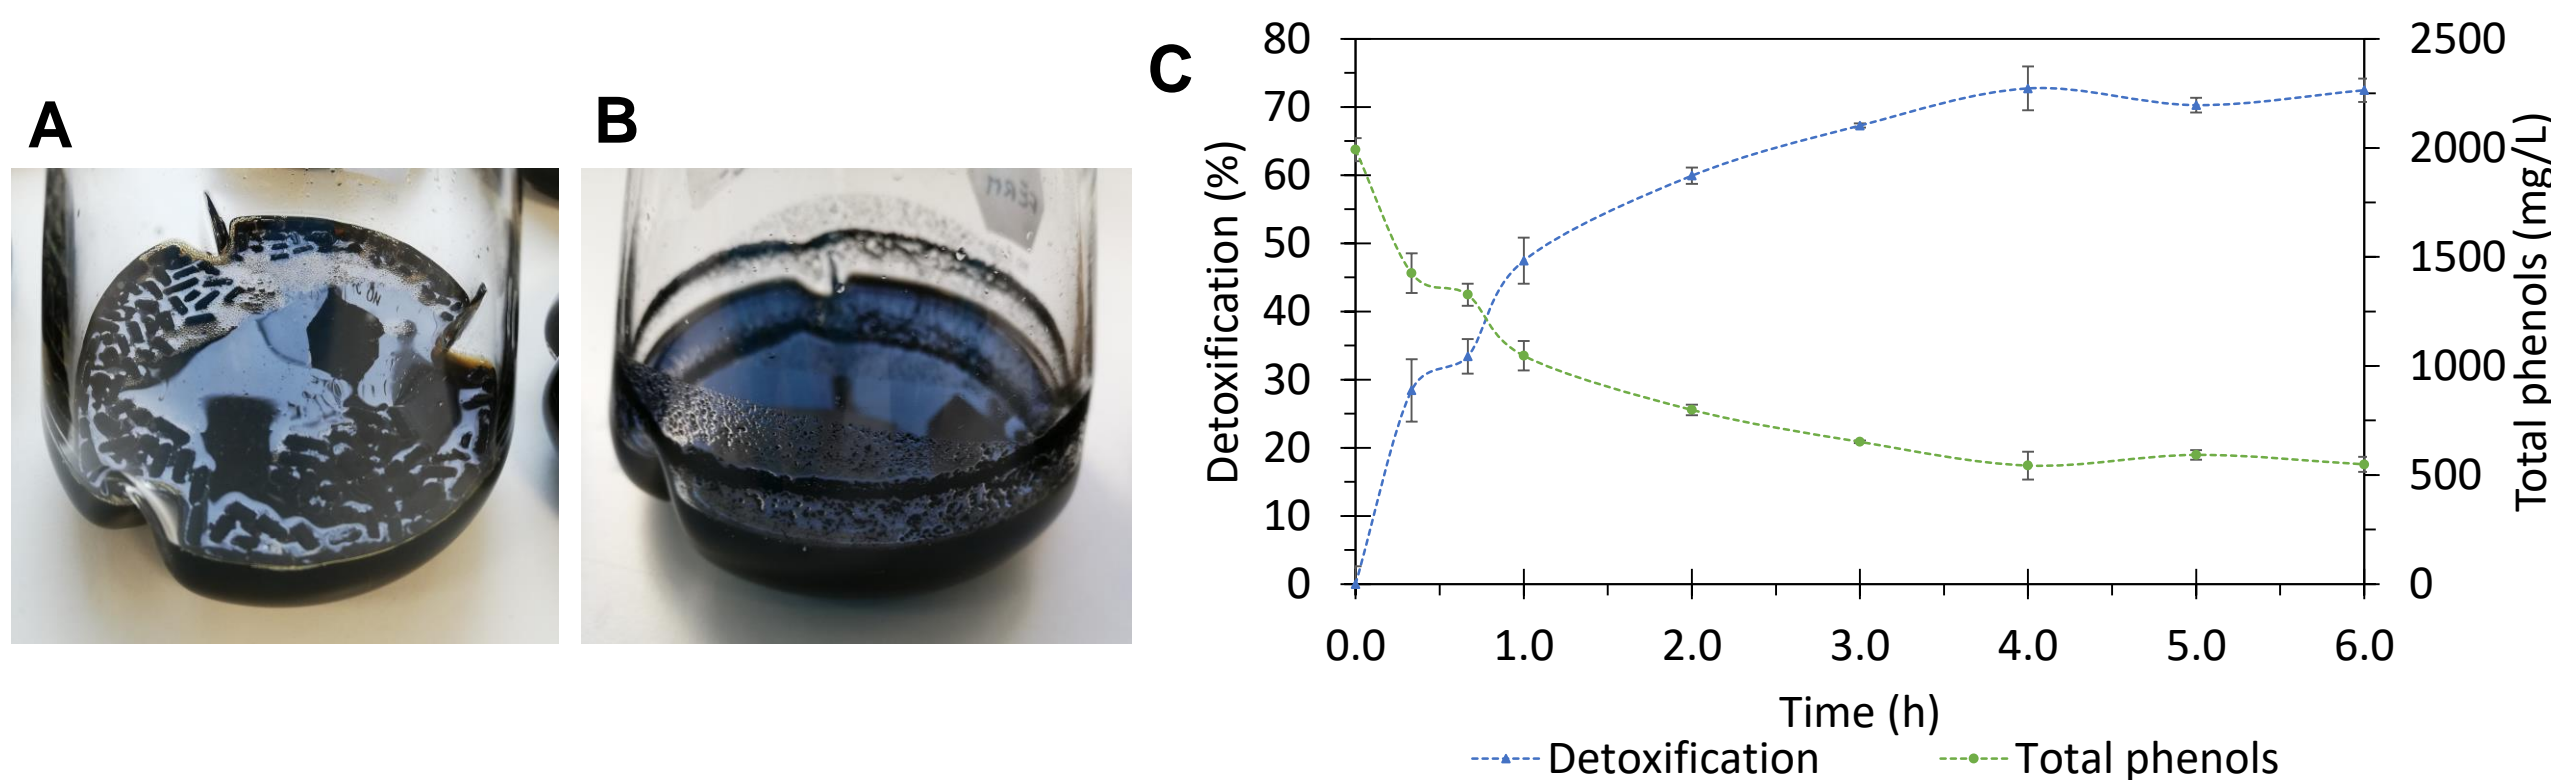 A
B
C
80
70
60
50
40
30
20
10
0
Detoxification (%)
2500
2000
1500
1000
500
0
Total phenols (mg/L)
0.0 1.0 2.0 3.0 4.0 5.0 6.0
Time (h)
Detoxification Total phenols